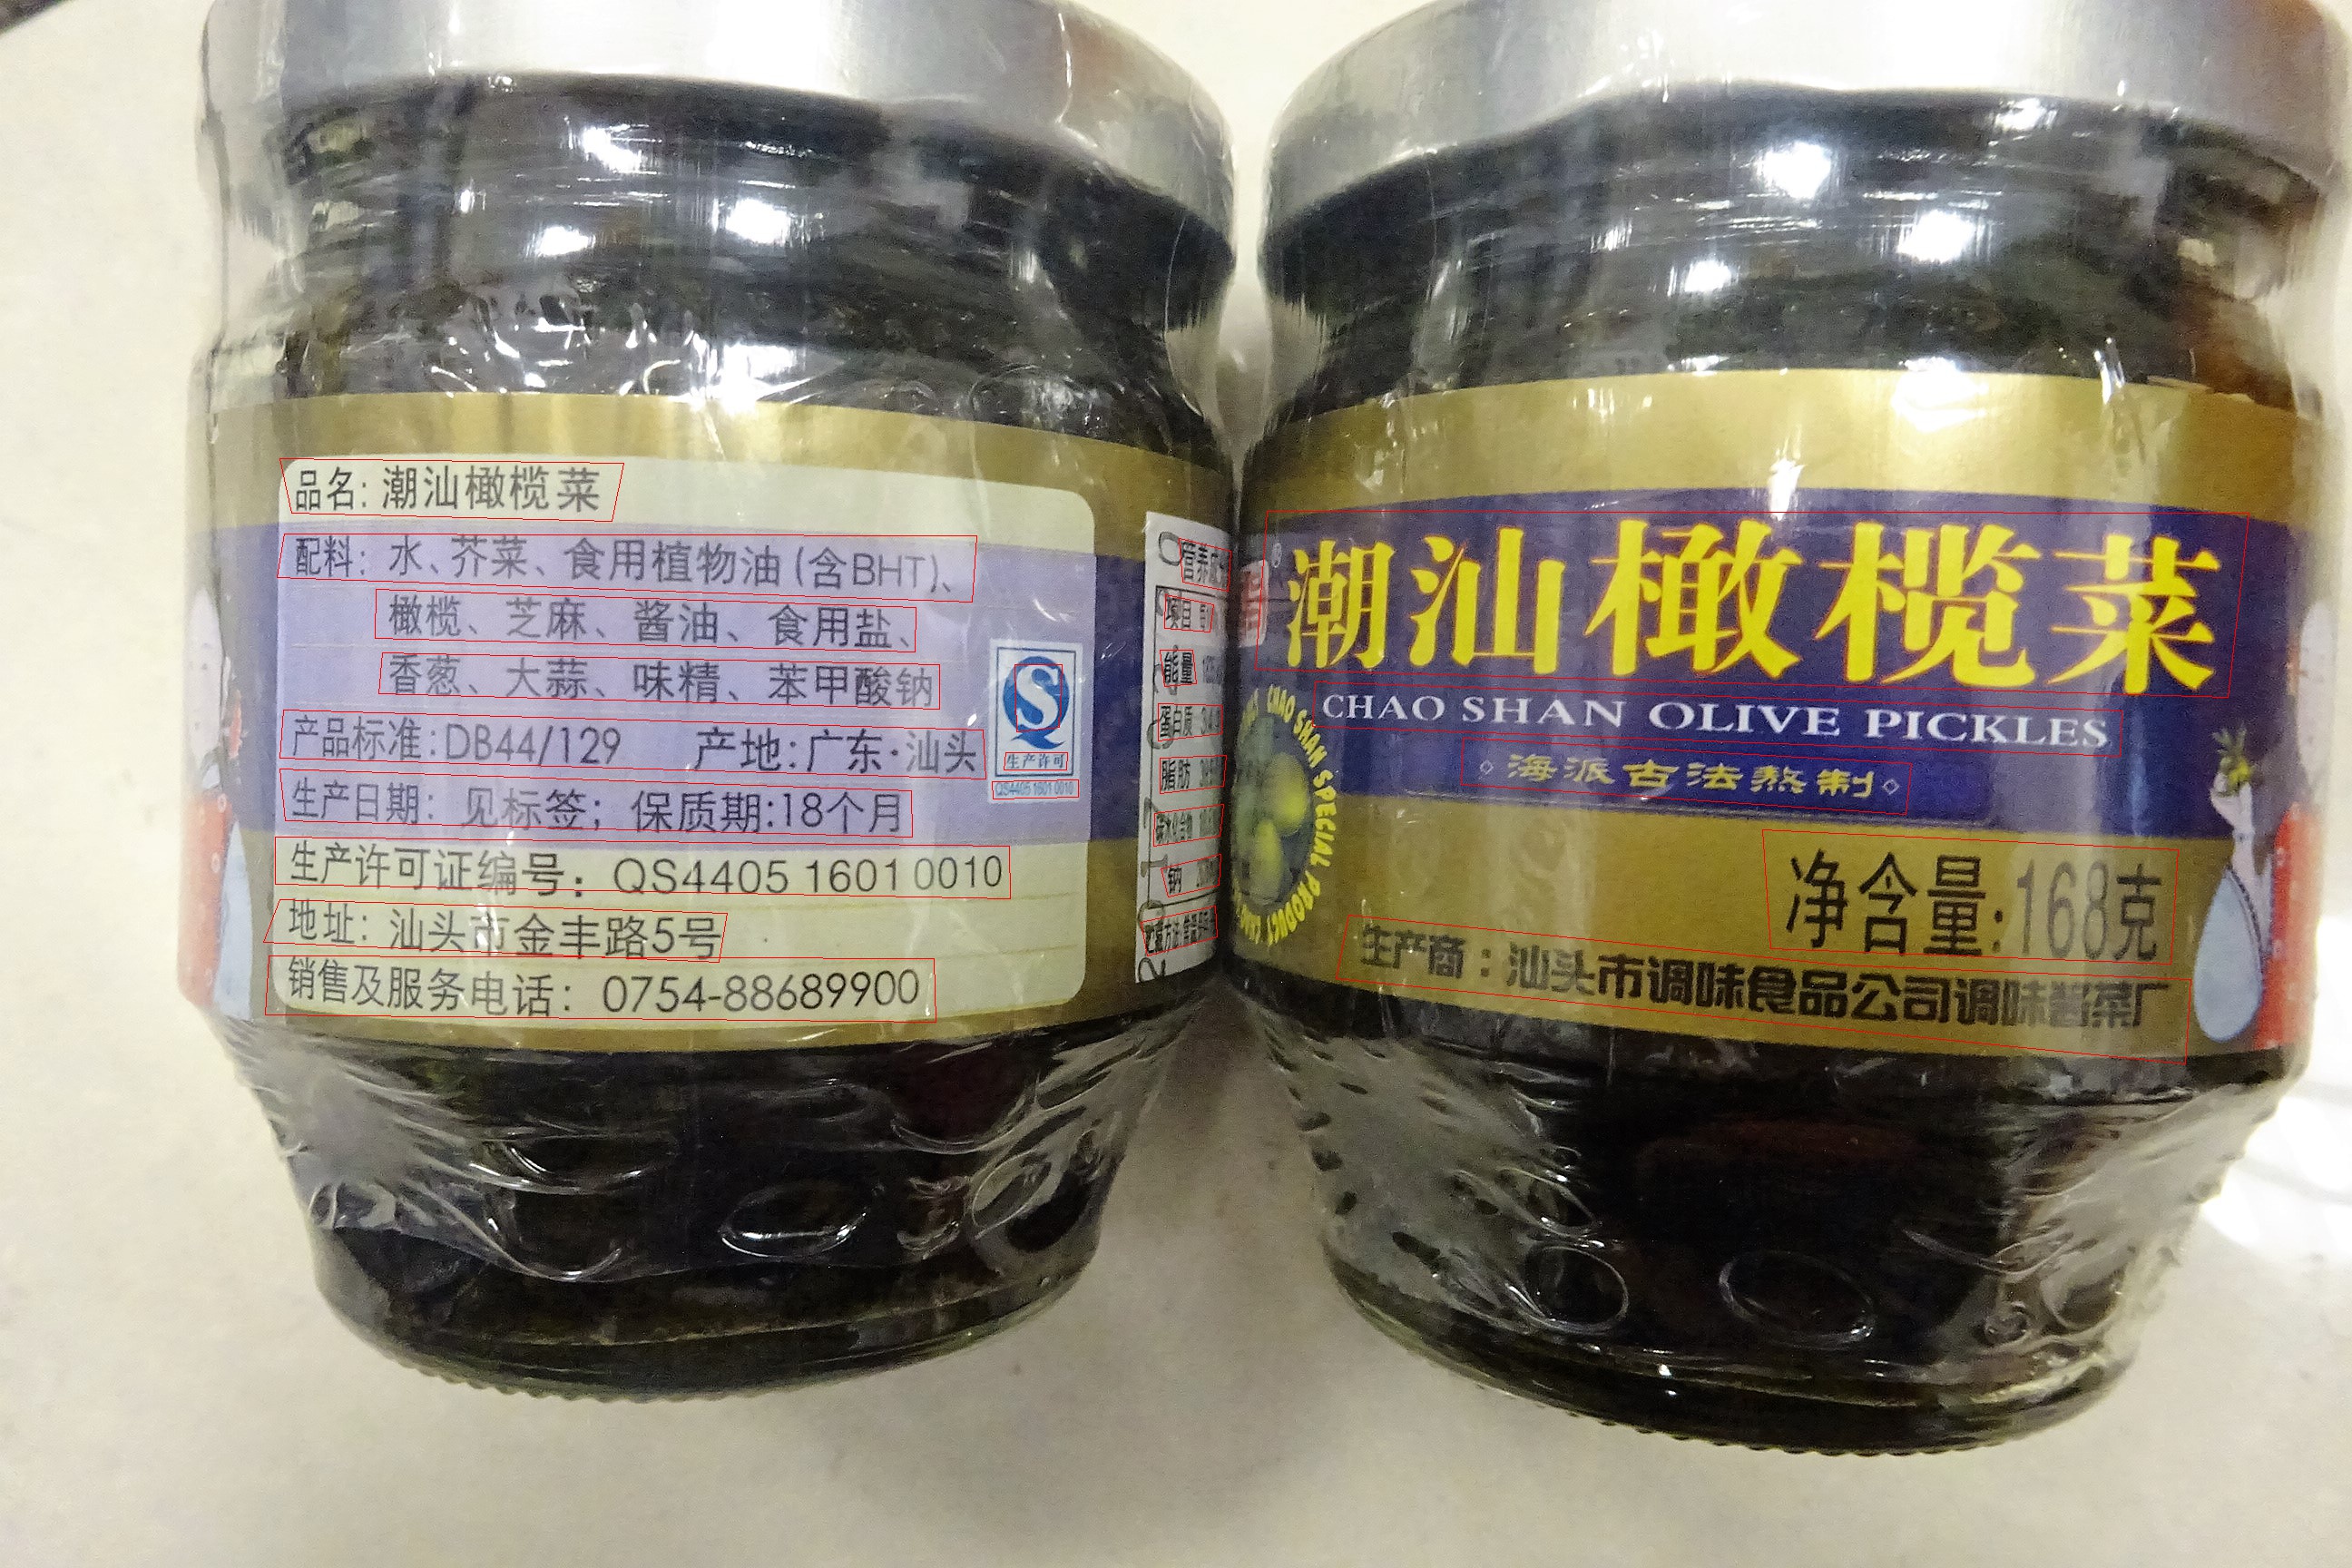 品名: 潮汕橄榄菜
配料: 水、芥菜、食用植物油(含BHT)、
橄榄、芝麻、酱油、食用盐、
香葱、大蒜、味精、苯甲酸钠
产品标准:DB44/129 产地:广东·汕头
生产日期: 见标签; 保质期:18个月
生产许可证编号: QS4405 1601 0010
地址: 汕头市金丰路5号
销售及服务电话: 0754-88689900
S
生产许可
QS4405 1601 0010
营养成
项目
能量
蛋白质
脂肪
碳水化合物
钠
潮汕橄榄菜
CHAO SHAN OLIVE PICKLES
海派古法熬制
CHAO SHAN SPECIAL PRODUCT
净含量:168克
生产商:汕头市调味食品公司调味酱菜厂